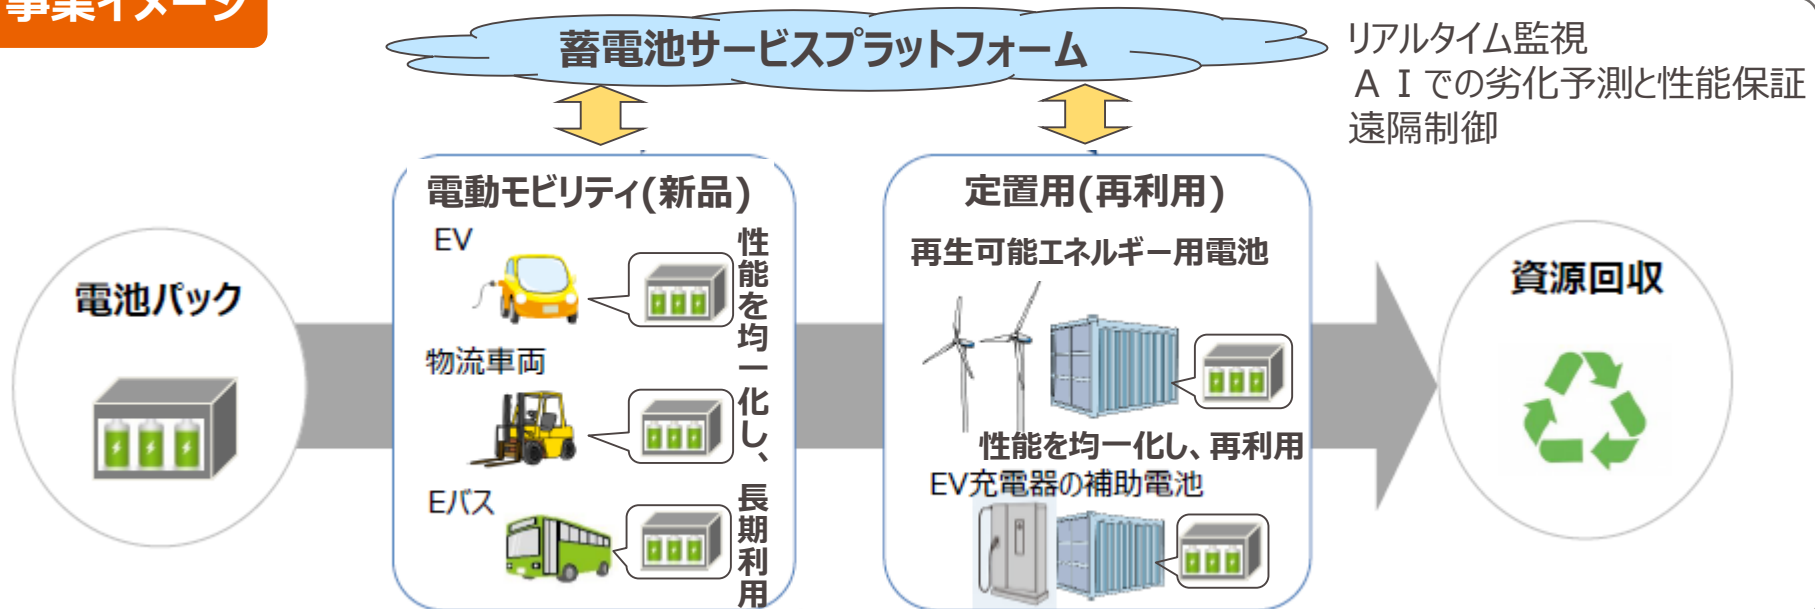 事業イメージ
蓄電池サービスプラットフォーム
リアルタイム監視
ＡＩでの劣化予測と性能保証
遠隔制御
電池パック
電動モビリティ(新品)
EV
物流車両
Eバス
性能を均一化し、長期利用
定置用(再利用)
再生可能エネルギー用電池
性能を均一化し、再利用
EV充電器の補助電池
資源回収